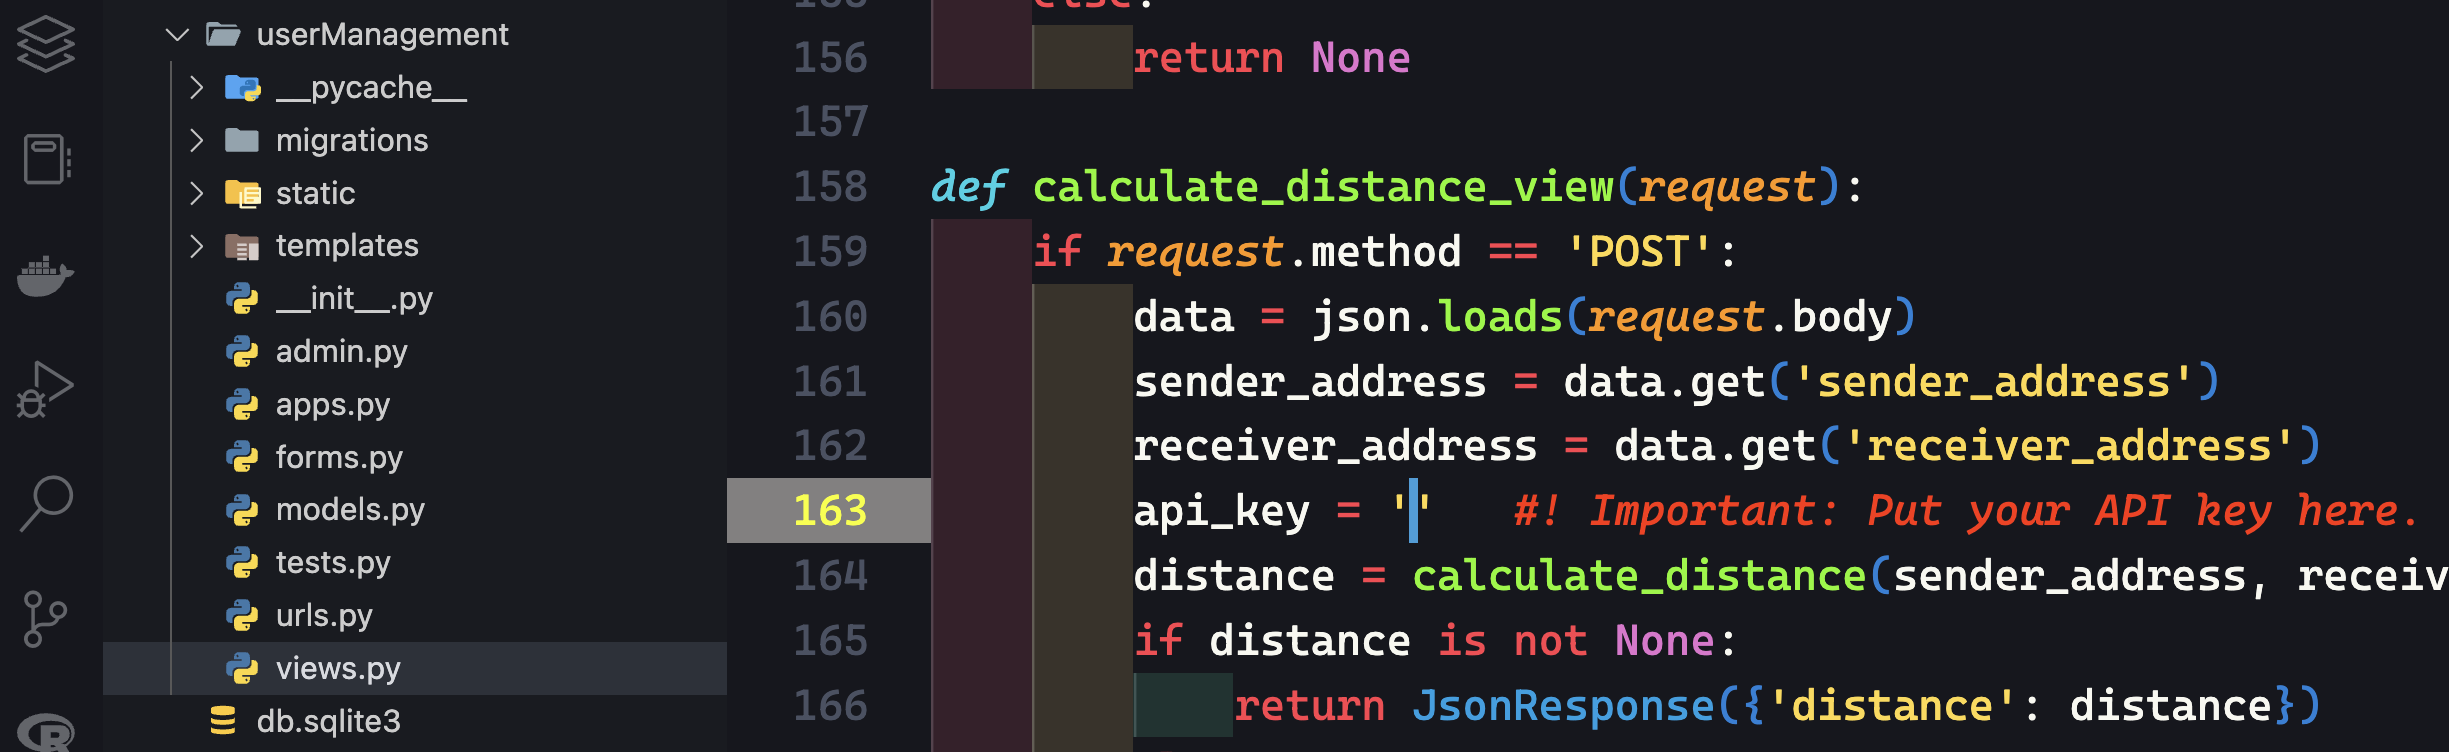 userManagement
__pycache__
migrations
static
templates
__init__.py
admin.py
apps.py
forms.py
models.py
tests.py
urls.py
views.py
db.sqlite3
else:
156 return None
157
158 def calculate_distance_view(request):
159 if request.method == 'POST':
160 data = json.loads(request.body)
161 sender_address = data.get('sender_address')
162 receiver_address = data.get('receiver_address')
163 api_key = '' #! Important: Put your API key here.
164 distance = calculate_distance(sender_address, receiv
165 if distance is not None:
166 return JsonResponse({'distance': distance})